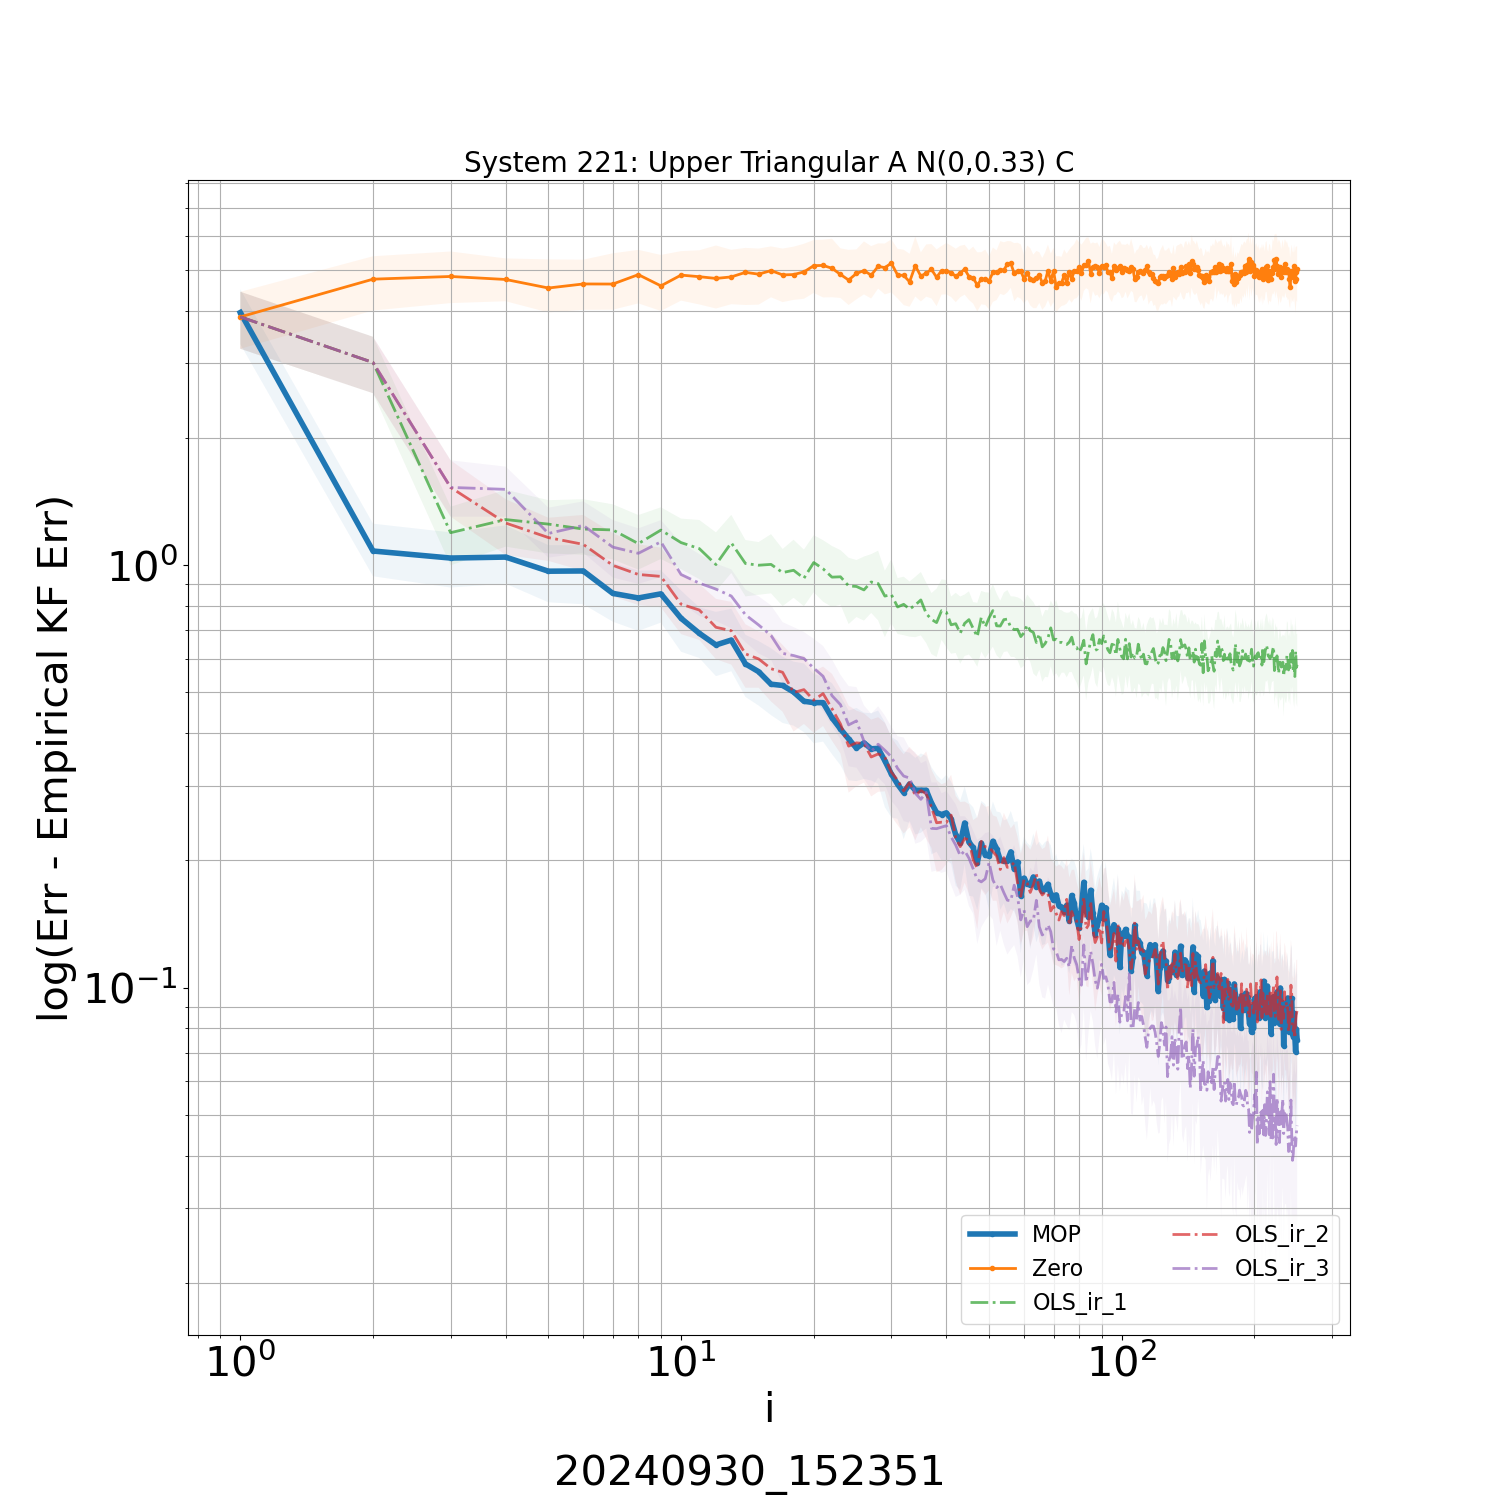 System 221: Upper Triangular A N(0,0.33) C
log(Err - Empirical KF Err)
10⁰
10⁻¹
MOP
Zero
OLS_ir_1
OLS_ir_2
OLS_ir_3
10⁰
10¹
10²
i
20240930_152351